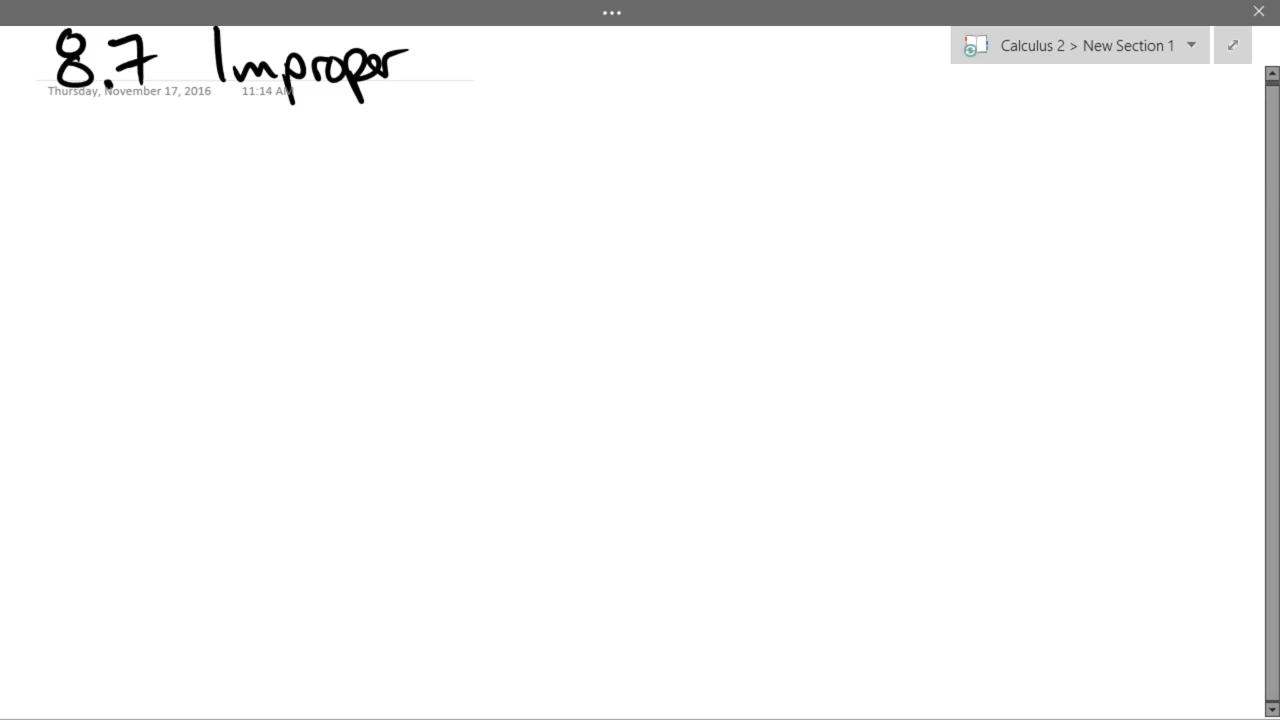 8.7 Improper
Thursday, November 17, 2016 11:14 AM
Calculus 2 > New Section 1